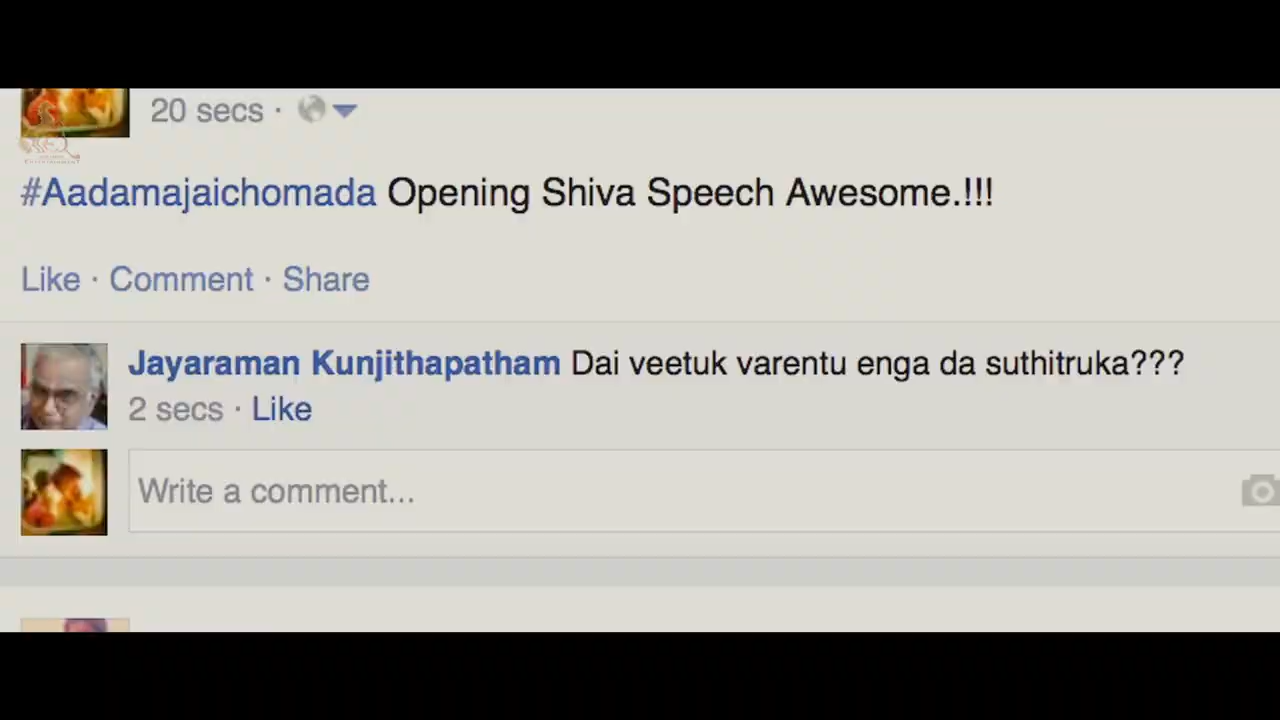 20 secs ·
#Aadamajaichomada Opening Shiva Speech Awesome.!!!
Like · Comment · Share
Jayaraman Kunjithapatham Dai veetuk varentu enga da suthitruka???
2 secs · Like
Write a comment...